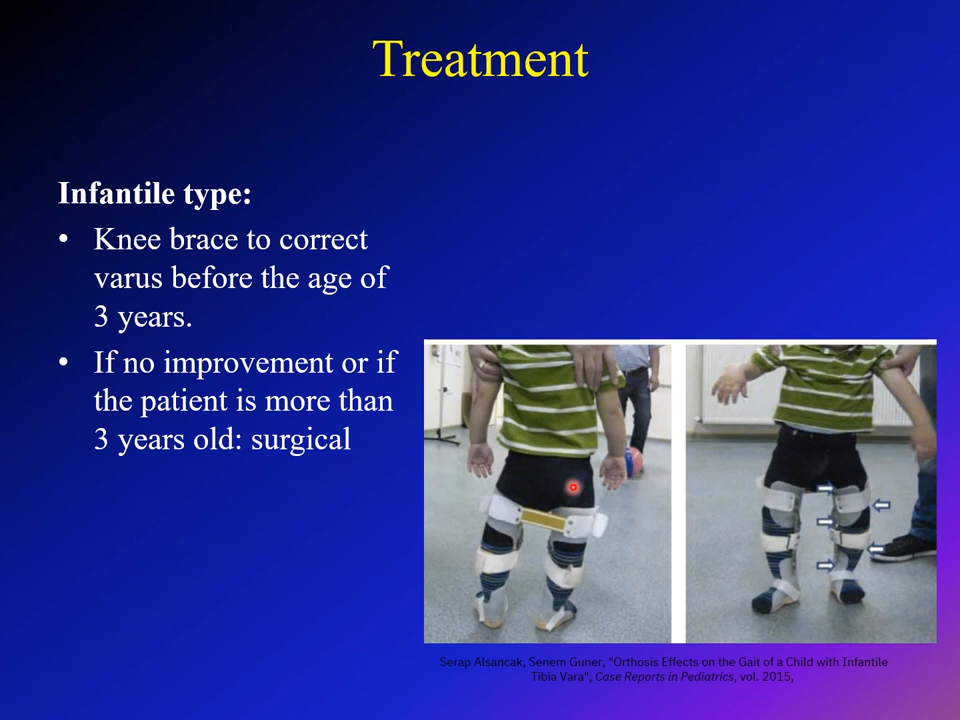 Treatment
Infantile type:
• Knee brace to correct
varus before the age of
3 years.
• If no improvement or if
the patient is more than
3 years old: surgical
Serap Alsancak, Senem Guner, "Orthosis Effects on the Gait of a Child with Infantile
Tibia Vara", Case Reports in Pediatrics, vol. 2015,